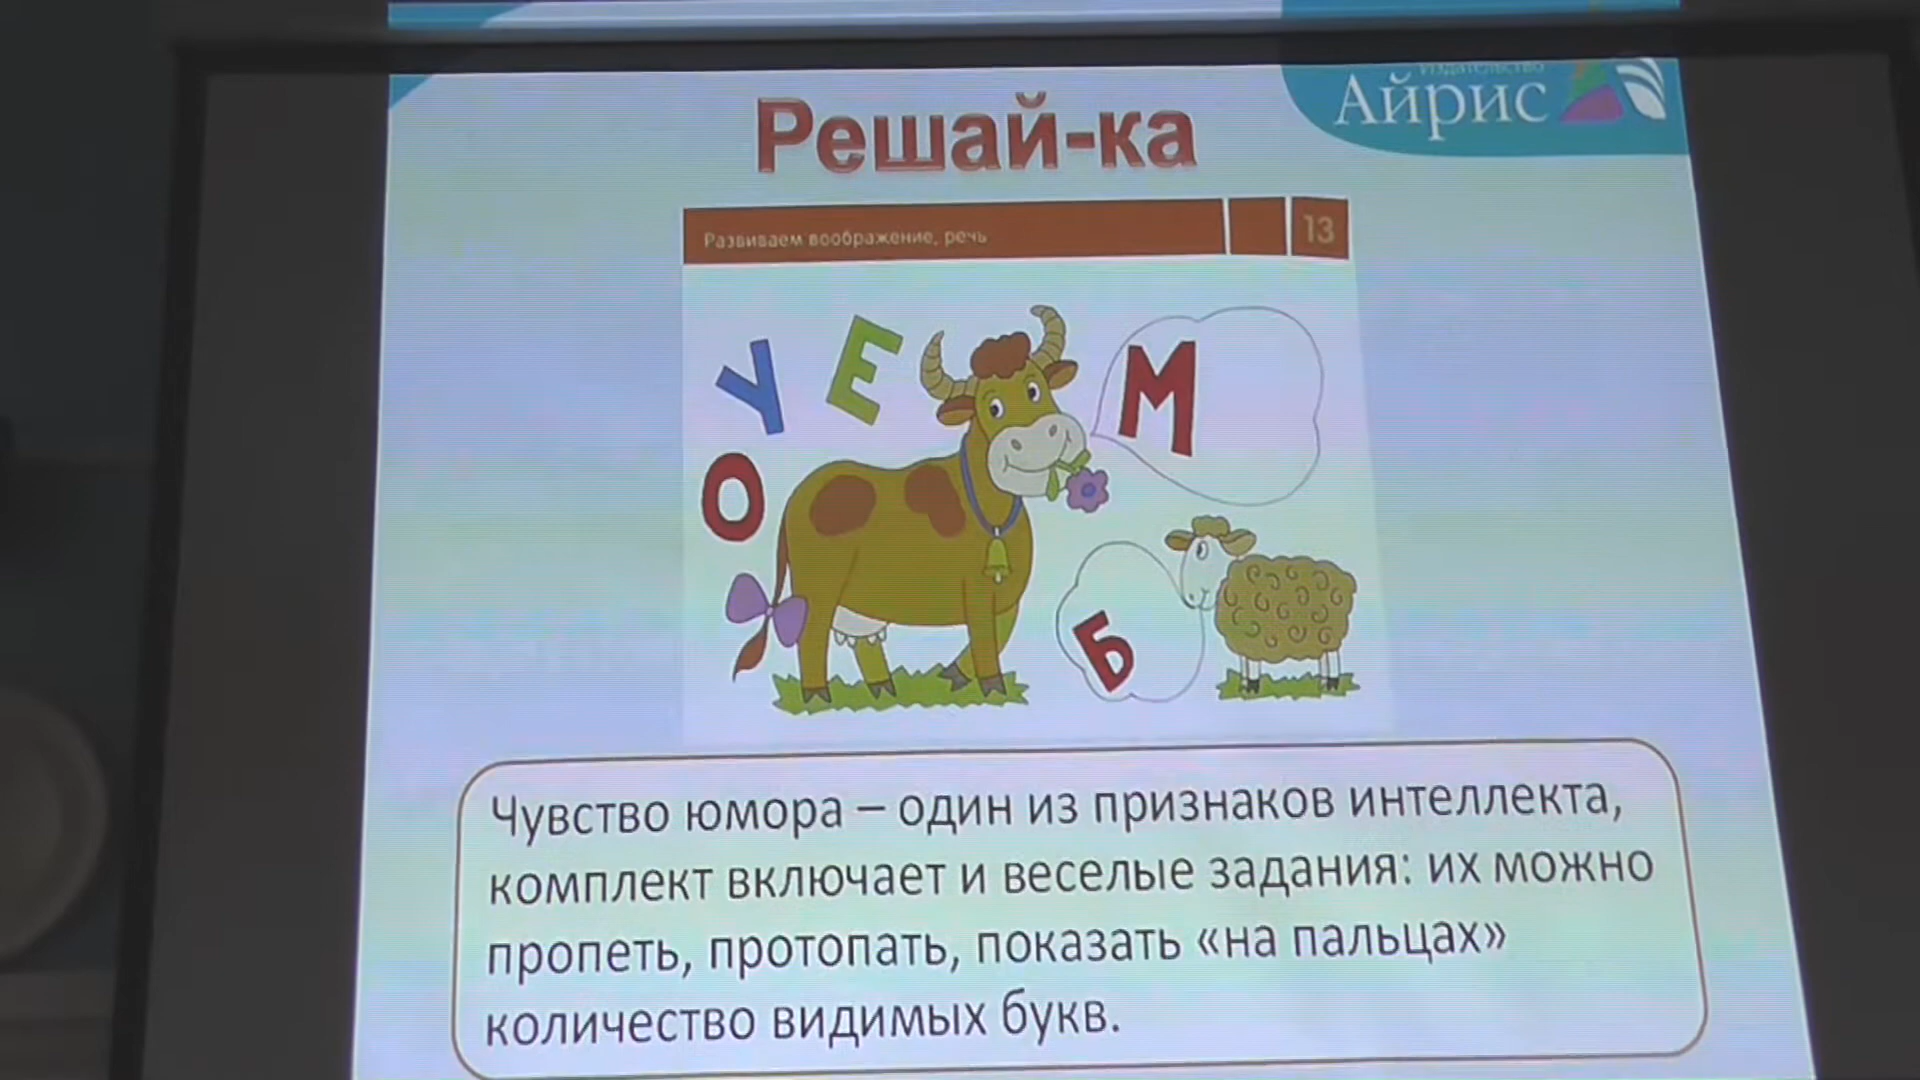 издательство
Айрис
Решай-ка
Развиваем воображение, речь
13
У Е
М
О
Б
Чувство юмора – один из признаков интеллекта,
комплект включает и веселые задания: их можно
пропеть, протопать, показать «на пальцах»
количество видимых букв.